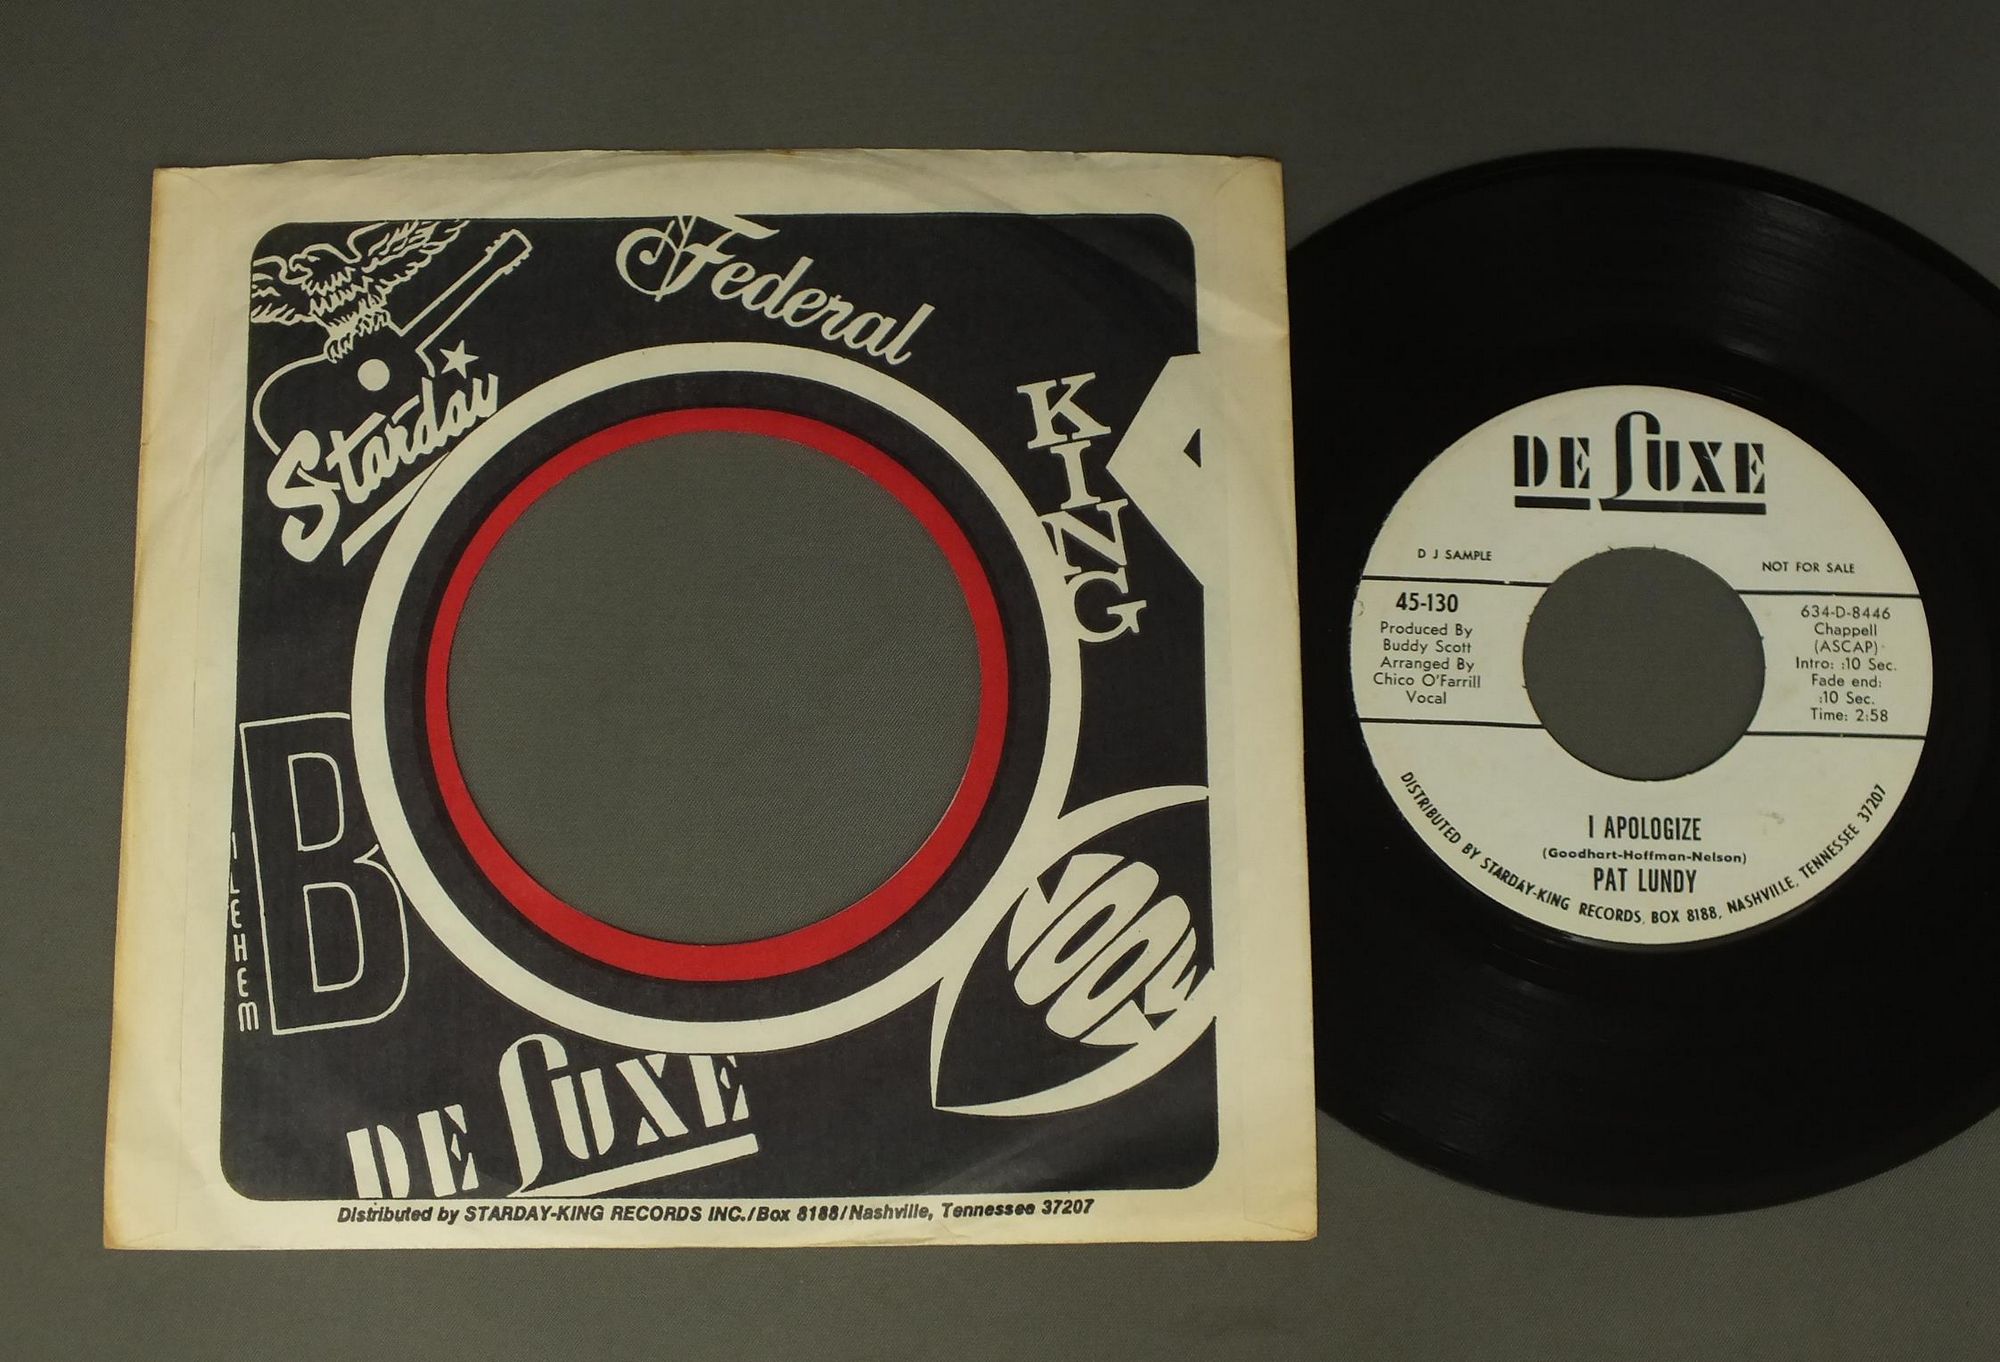 Starday
Federal
KING
B
ILEHEM
DE LUXE
Distributed by STARDAY-KING RECORDS INC./Box 8188/Nashville, Tennessee 37207
DE LUXE
D J SAMPLE
NOT FOR SALE
45-130
Produced By
Buddy Scott
Arranged By
Chico O'Farrill
Vocal
634-D-8446
Chappell
(ASCAP)
Intro: :10 Sec.
Fade end:
:10 Sec.
Time: 2:58
I APOLOGIZE
(Goodhart-Hoffman-Nelson)
PAT LUNDY
DISTRIBUTED BY STARDAY-KING RECORDS, BOX 8188, NASHVILLE, TENNESSEE 37207